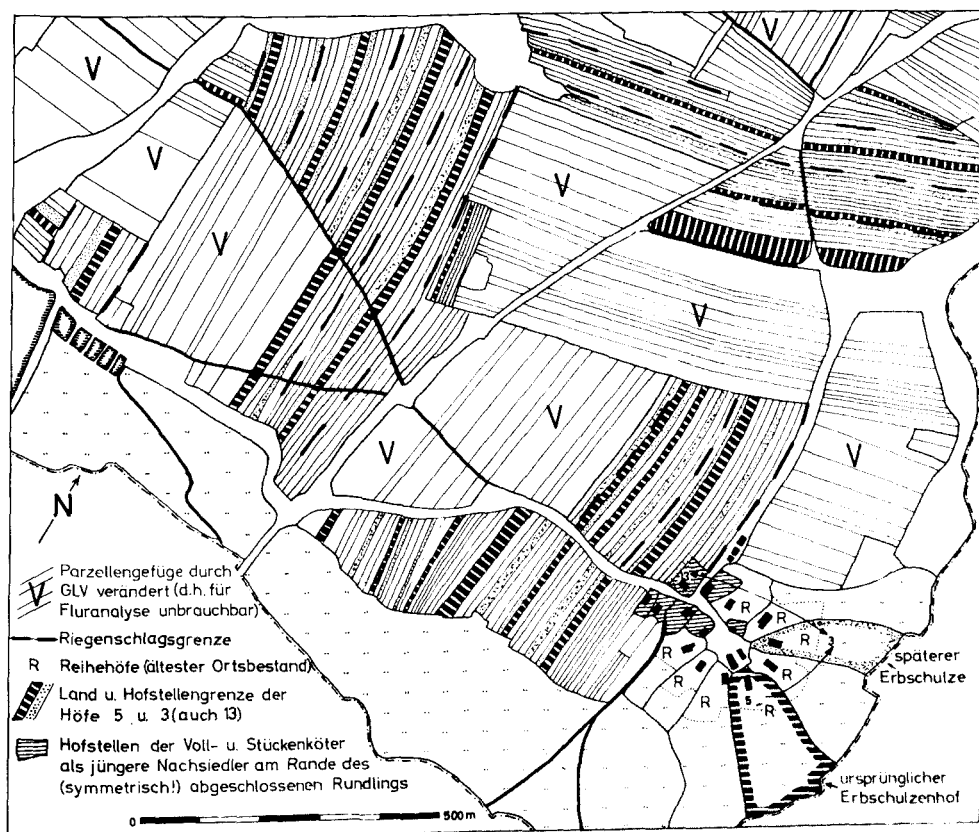 V
V
V
V
V
V
V
V
V
V
V
N
V
Parzellengefüge durch
GLV verändert (d.h. für
Fluranalyse unbrauchbar)
Riegenschlagsgrenze
R Reihehöfe (ältester Ortsbestand)
Land u. Hofstellengrenze der
Höfe 5 u. 3 (auch 13)
Hofstellen der Voll- u. Stückenköter
als jüngere Nachsiedler am Rande des
(symmetrisch!) abgeschlossenen Rundlings
0 500 m
R
R
R
3
R
R
R
R
5
R
späterer
Erbschulze
ursprünglicher
Erbschulzenhof